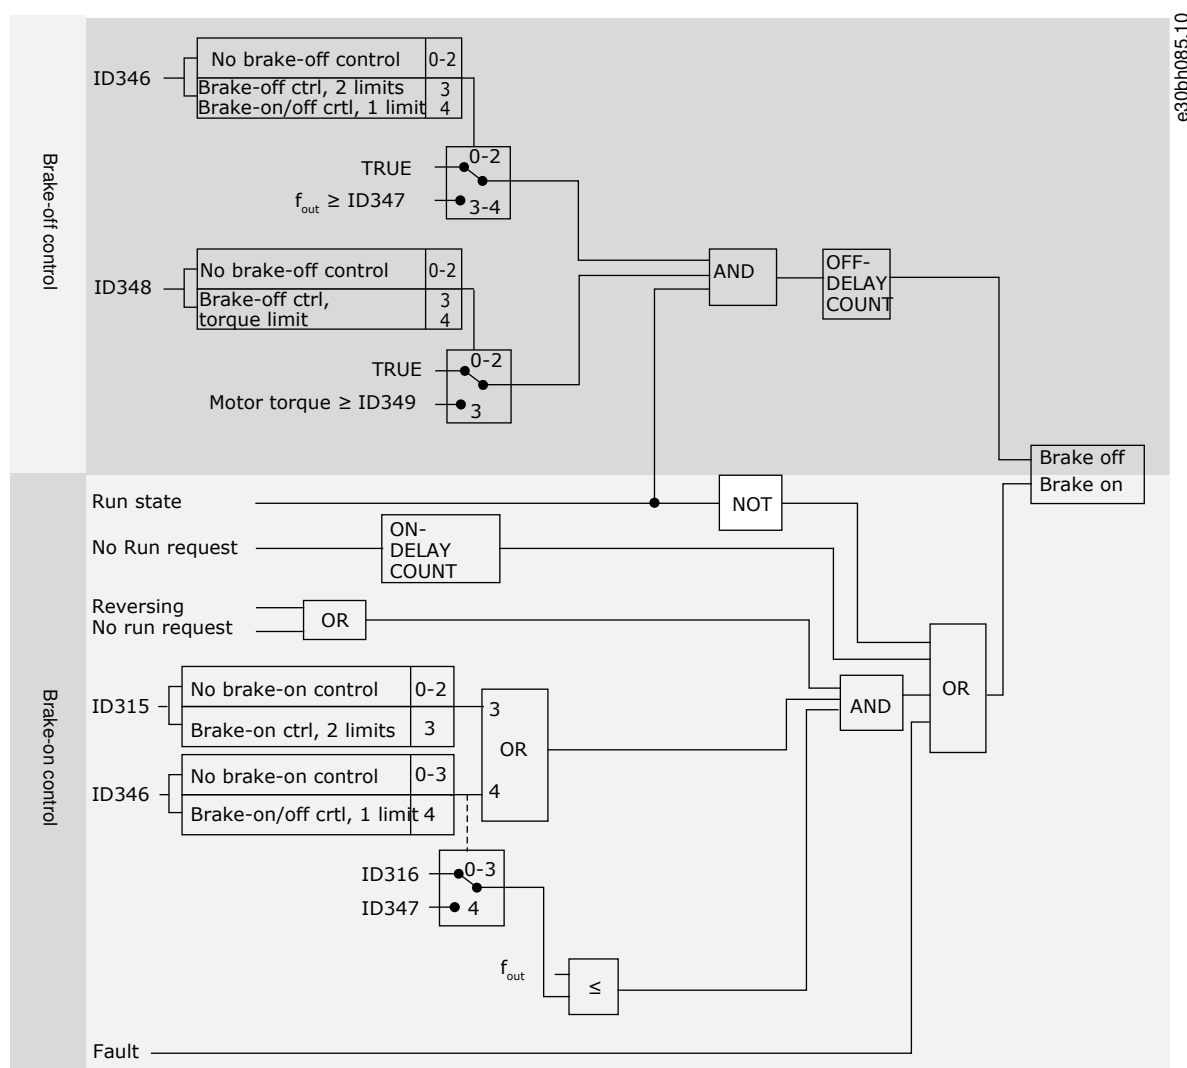 e30bh085.10
Brake-off control
No brake-off control 0-2
ID346
Brake-off ctrl, 2 limits 3
Brake-on/off crtl, 1 limit 4
0-2
TRUE
fout ≥ ID347
3-4
No brake-off control 0-2
ID348
Brake-off ctrl, 3
torque limit 4
0-2
TRUE
Motor torque ≥ ID349
3
AND
OFF-
DELAY
COUNT
Brake off
Brake on
Brake-on control
Run state
NOT
No Run request
ON-
DELAY
COUNT
Reversing
No run request
OR
No brake-on control 0-2
ID315
Brake-on ctrl, 2 limits 3
No brake-on control 0-3
ID346
Brake-on/off crtl, 1 limit 4
3
OR
4
AND
OR
0-3
ID316
ID347
4
fout
≤
Fault